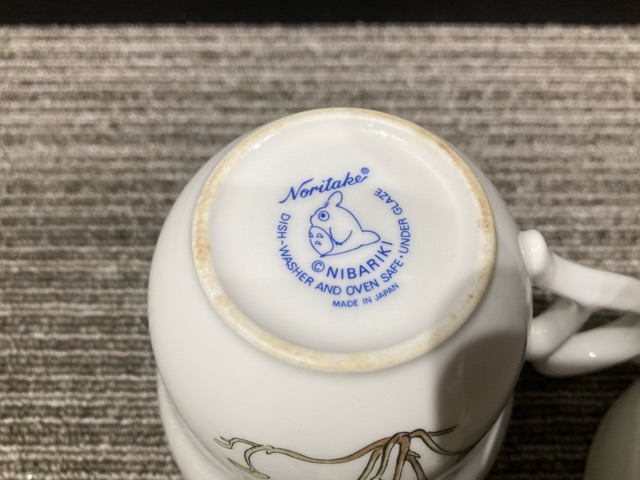 Noritake®
DISH-WASHER AND OVEN SAFE·UNDER GLAZE
©NIBARIKI
MADE IN JAPAN